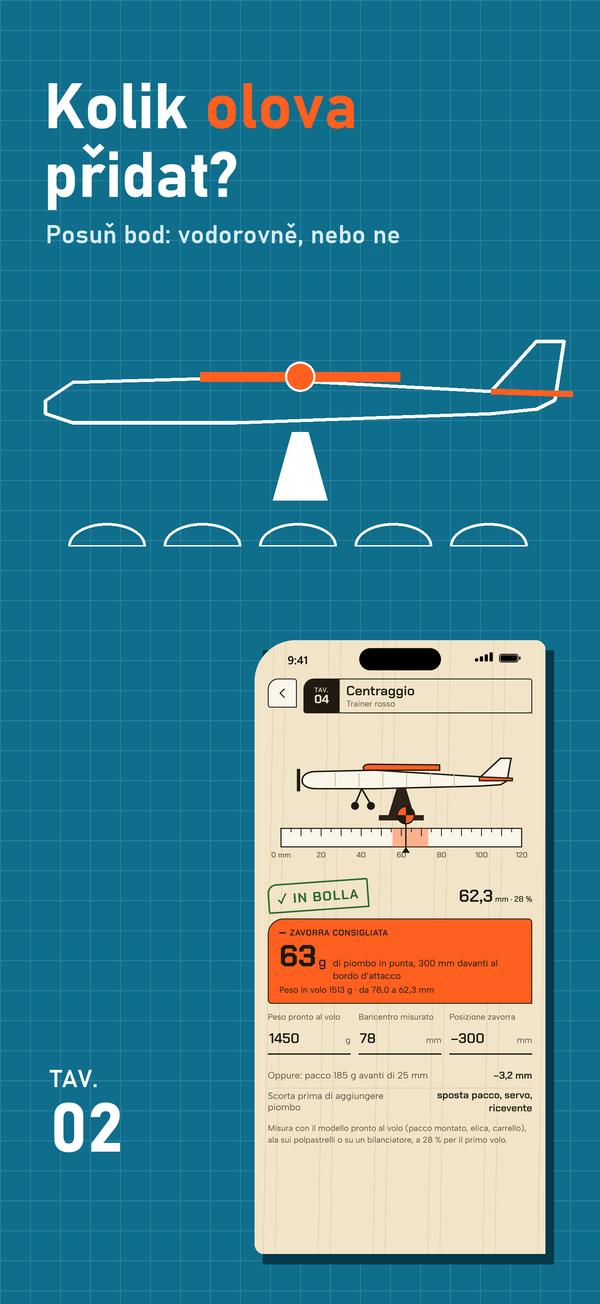 Kolik olova
přidat?
Posuň bod: vodorovně, nebo ne
9:41
TAV.
04
Centraggio
Trainer rosso
0 mm 20 40 60 80 100 120
✓ IN BOLLA
62,3 mm · 28 %
— ZAVORRA CONSIGLIATA
63 g di piombo in punta, 300 mm davanti al
bordo d'attacco
Peso in volo 1513 g · da 78,0 a 62,3 mm
Peso pronto al volo Baricentro misurato Posizione zavorra
1450 g 78 mm −300 mm
Oppure: pacco 185 g avanti di 25 mm −3,2 mm
Scorta prima di aggiungere
piombo
sposta pacco, servo,
ricevente
Misura con il modello pronto al volo (pacco montato, elica, carrello),
ala sui polpastrelli o su un bilanciatore, a 28 % per il primo volo.
TAV.
02